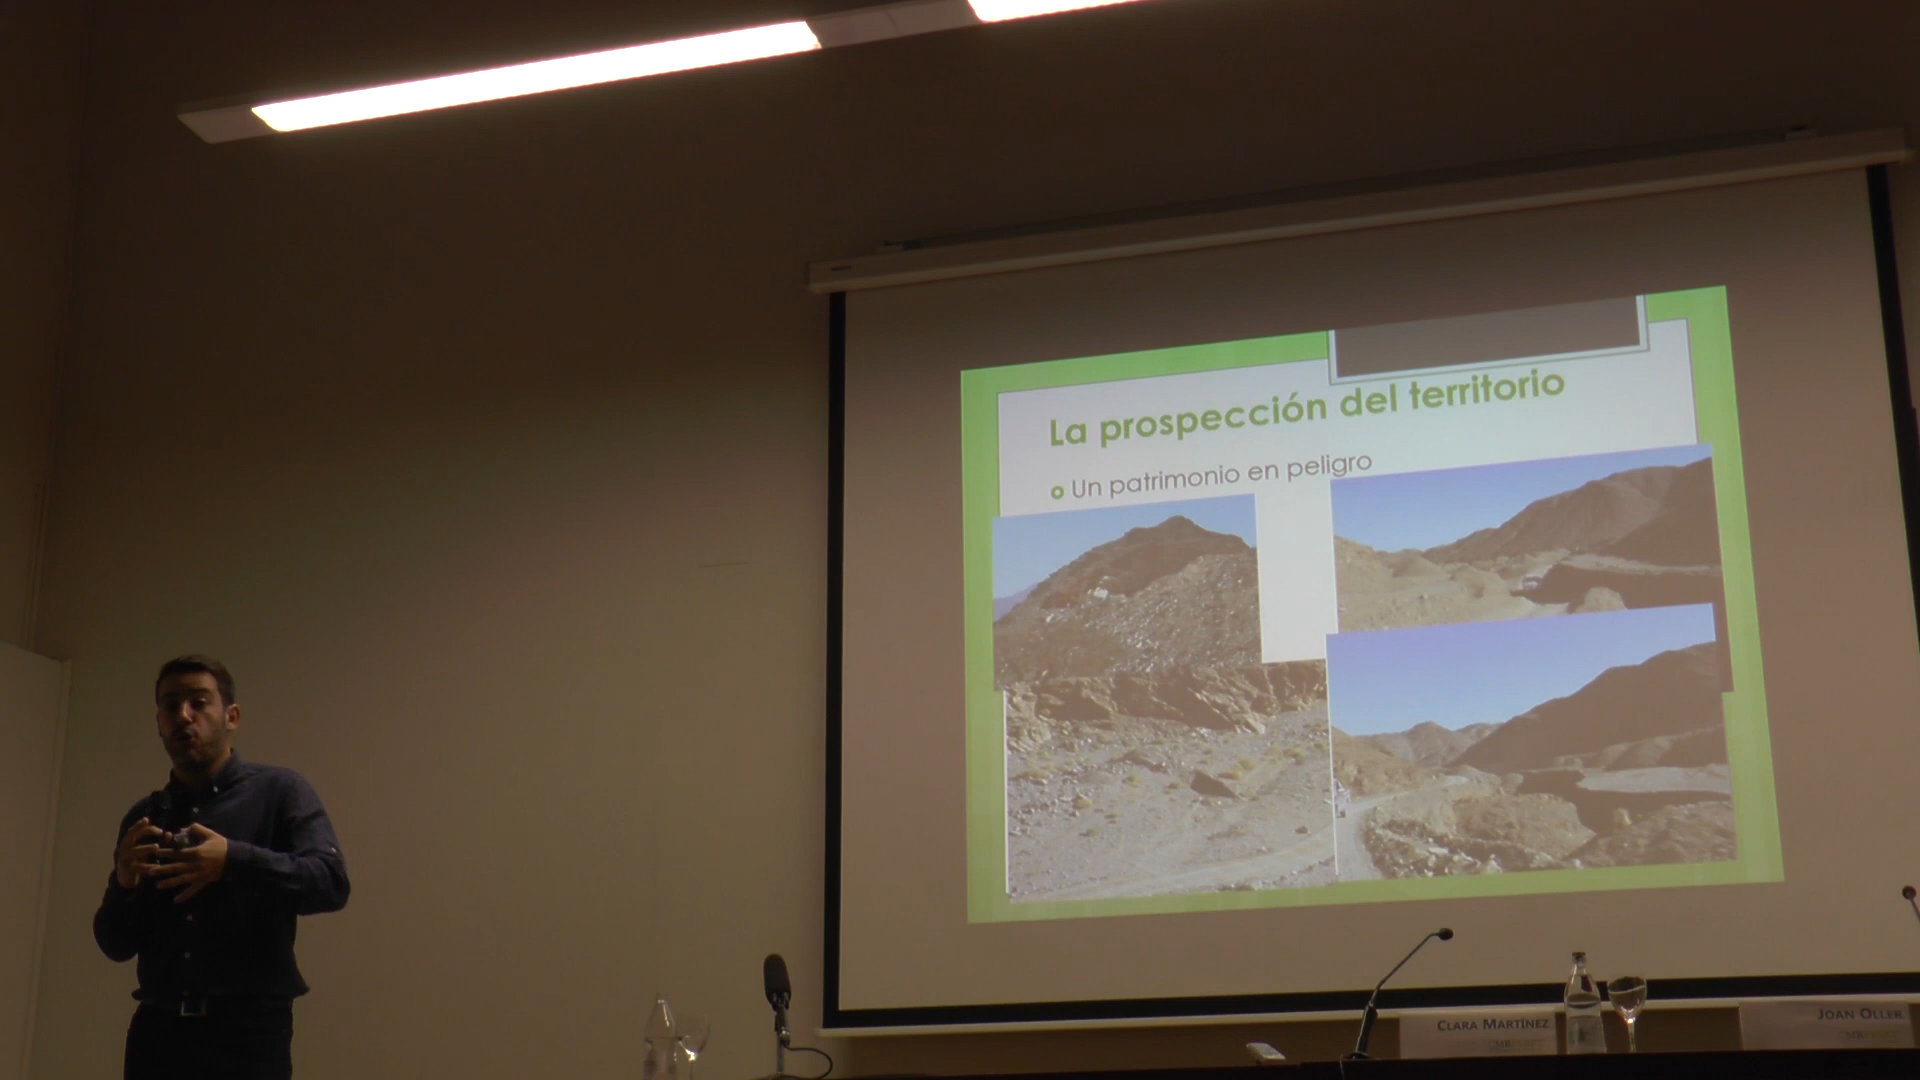 La prospección del territorio
Un patrimonio en peligro
CLARA MARTÍNEZ
JOAN OLLER